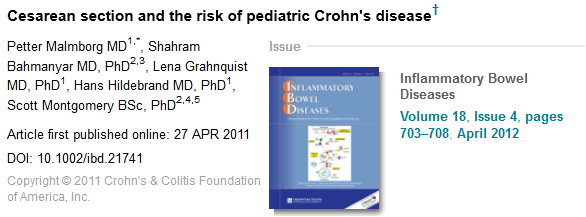 Cesarean section and the risk of pediatric Crohn's disease†
Petter Malmborg MD1,*, Shahram
Bahmanyar MD, PhD2,3, Lena Grahnquist
MD, PhD1, Hans Hildebrand MD, PhD1,
Scott Montgomery BSc, PhD2,4,5
Article first published online: 27 APR 2011
DOI: 10.1002/ibd.21741
Copyright © 2011 Crohn's & Colitis Foundation
of America, Inc.
Issue
INFLAMMATORY
BOWEL
DISEASES
Inflammatory Bowel
Diseases
Volume 18, Issue 4, pages
703–708, April 2012